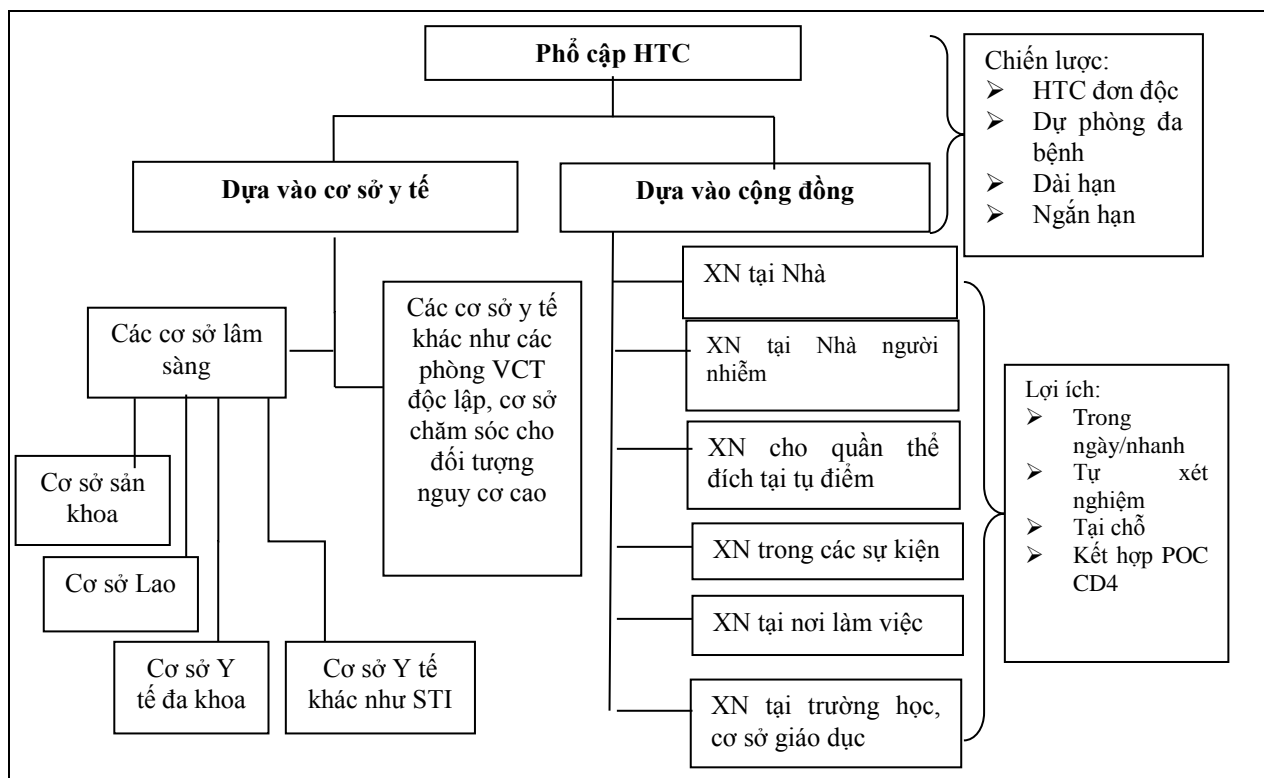 Phổ cập HTC
Chiến lược:
➢ HTC đơn độc
➢ Dự phòng đa
bệnh
➢ Dài hạn
➢ Ngắn hạn
Dựa vào cơ sở y tế
Dựa vào cộng đồng
Các cơ sở lâm
sàng
Các cơ sở y tế
khác như các
phòng VCT
độc lập, cơ sở
chăm sóc cho
đối tượng
nguy cơ cao
Cơ sở sản
khoa
Cơ sở Lao
Cơ sở Y
tế đa khoa
Cơ sở Y tế
khác như STI
XN tại Nhà
XN tại Nhà người
nhiễm
XN cho quần thể
đích tại tụ điểm
XN trong các sự kiện
XN tại nơi làm việc
XN tại trường học,
cơ sở giáo dục
Lợi ích:
➢ Trong
ngày/nhanh
➢ Tự xét
nghiệm
➢ Tại chỗ
➢ Kết hợp POC
CD4